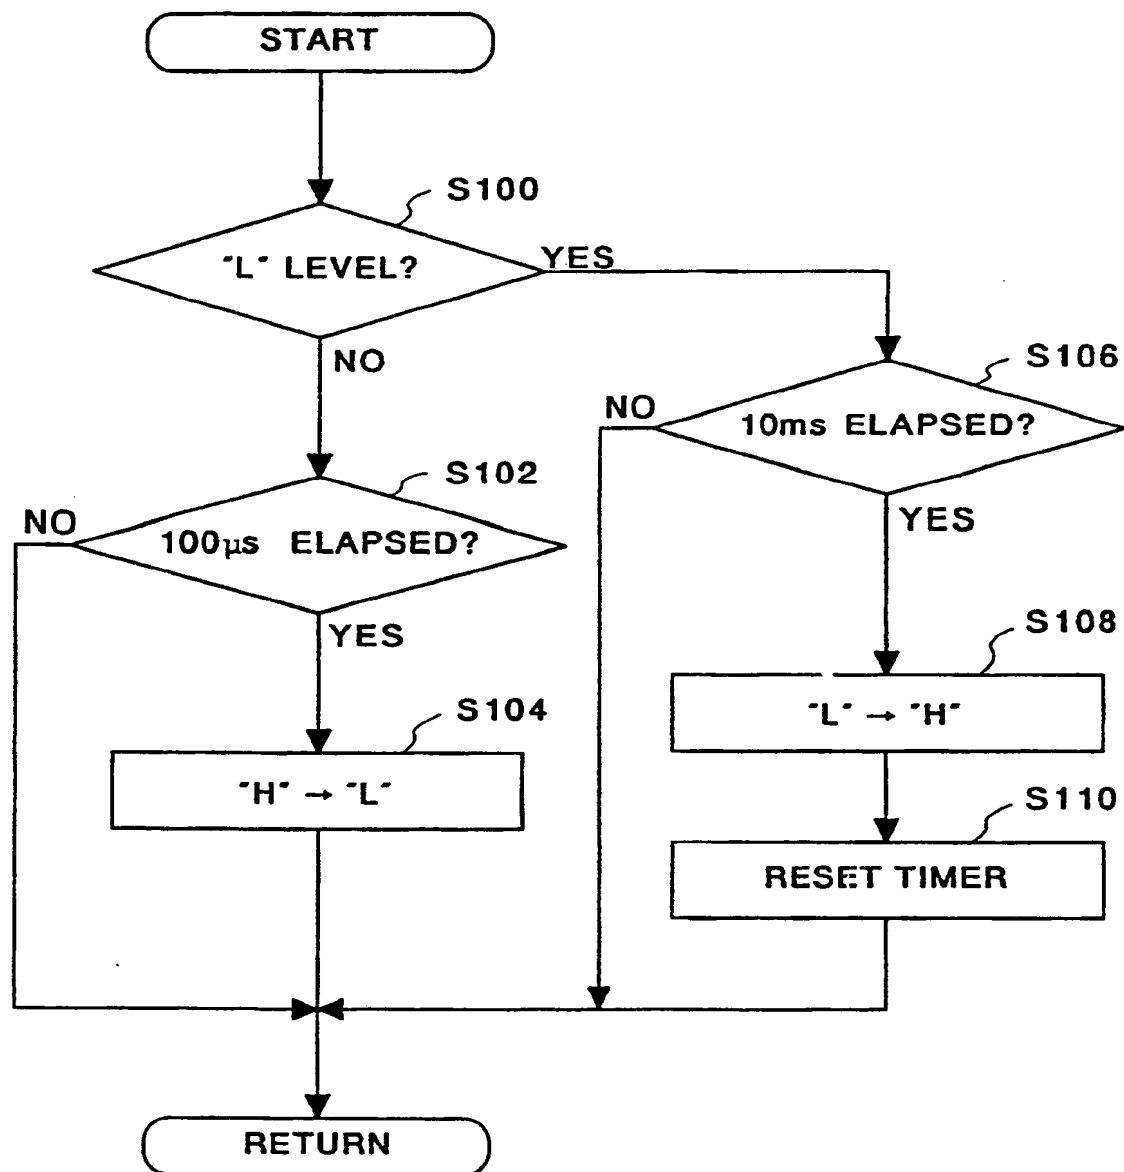 START
S100
"L" LEVEL?
YES
NO
S106
NO
10ms ELAPSED?
YES
S102
NO
100µs ELAPSED?
YES
S108
"L" → "H"
S104
"H" → "L"
S110
RESET TIMER
RETURN